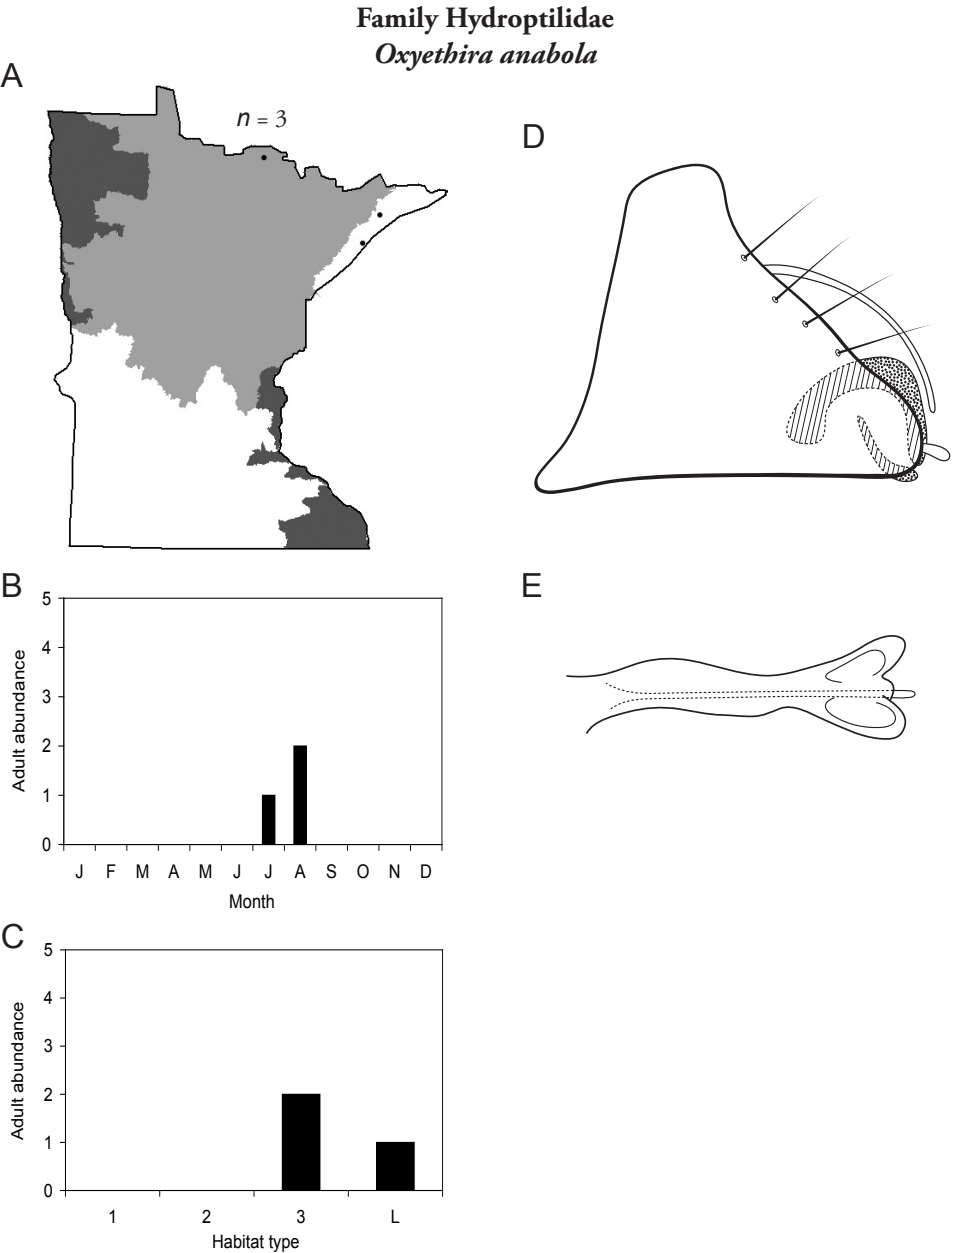 Family Hydroptilidae
Oxyethira anabola
A
n = 3
D
B
5
4
3
2
1
0
Adult abundance
J F M A M J J A S O N D
Month
E
C
5
4
3
2
1
0
Adult abundance
1 2 3 L
Habitat type